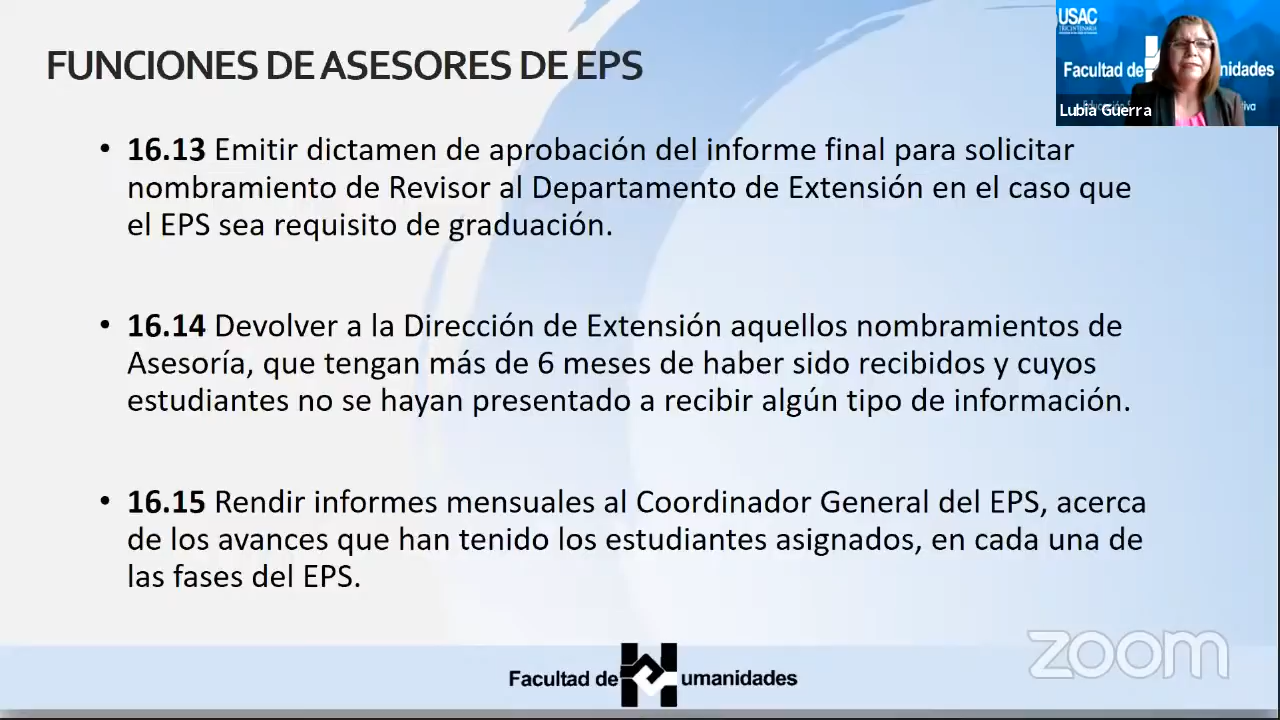 FUNCIONES DE ASESORES DE EPS
USAC
TRICENTENARIA
Facultad de
nidades
Lubia Guerra
• 16.13 Emitir dictamen de aprobación del informe final para solicitar
nombramiento de Revisor al Departamento de Extensión en el caso que
el EPS sea requisito de graduación.
• 16.14 Devolver a la Dirección de Extensión aquellos nombramientos de
Asesoría, que tengan más de 6 meses de haber sido recibidos y cuyos
estudiantes no se hayan presentado a recibir algún tipo de información.
• 16.15 Rendir informes mensuales al Coordinador General del EPS, acerca
de los avances que han tenido los estudiantes asignados, en cada una de
las fases del EPS.
Facultad de Humanidades
zoom